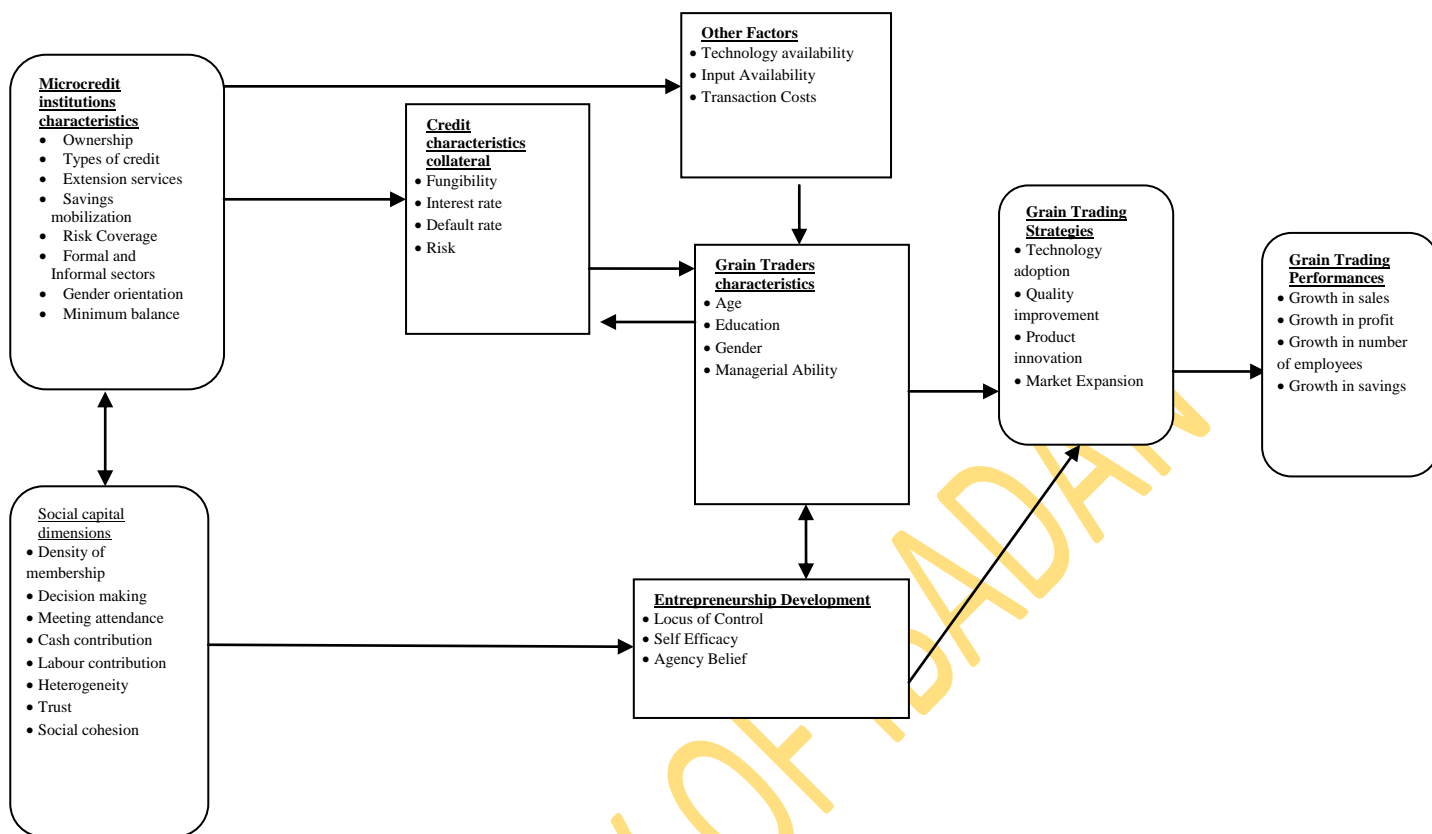 Other Factors
• Technology availability
• Input Availability
• Transaction Costs
Microcredit
institutions
characteristics
• Ownership
• Types of credit
• Extension services
• Savings
mobilization
• Risk Coverage
• Formal and
Informal sectors
• Gender orientation
• Minimum balance
Credit
characteristics
collateral
• Fungibility
• Interest rate
• Default rate
• Risk
Grain Traders
characteristics
• Age
• Education
• Gender
• Managerial Ability
Grain Trading
Strategies
• Technology
adoption
• Quality
improvement
• Product
innovation
• Market Expansion
Grain Trading
Performances
• Growth in sales
• Growth in profit
• Growth in number
of employees
• Growth in savings
Social capital
dimensions
• Density of
membership
• Decision making
• Meeting attendance
• Cash contribution
• Labour contribution
• Heterogeneity
• Trust
• Social cohesion
Entrepreneurship Development
• Locus of Control
• Self Efficacy
• Agency Belief
OF IBADAN